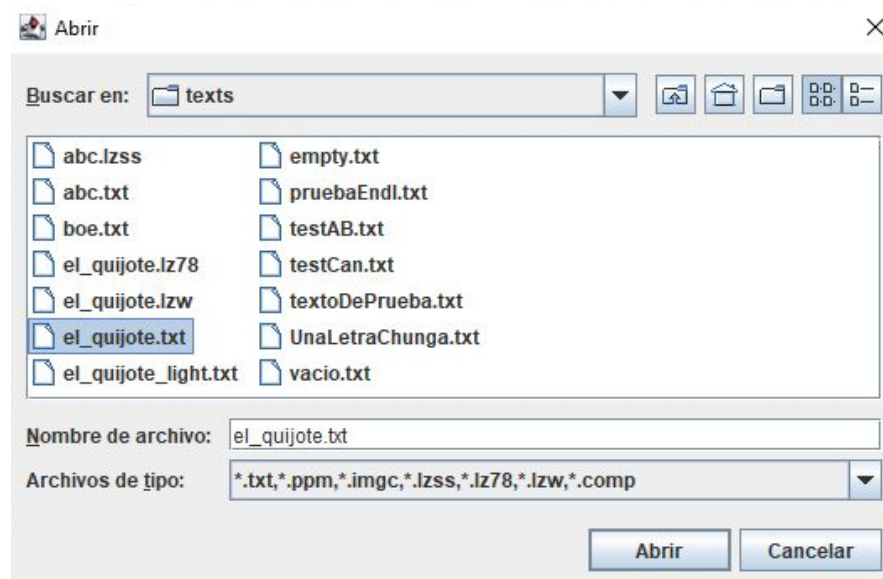 Abrir
Buscar en: texts
abc.lzss empty.txt
abc.txt pruebaEndl.txt
boe.txt testAB.txt
el_quijote.lz78 testCan.txt
el_quijote.lzw textoDePrueba.txt
el_quijote.txt UnaLetraChunga.txt
el_quijote_light.txt vacio.txt
Nombre de archivo: el_quijote.txt
Archivos de tipo: *.txt,*.ppm,*.imgc,*.lzss,*.lz78,*.lzw,*.comp
Abrir Cancelar